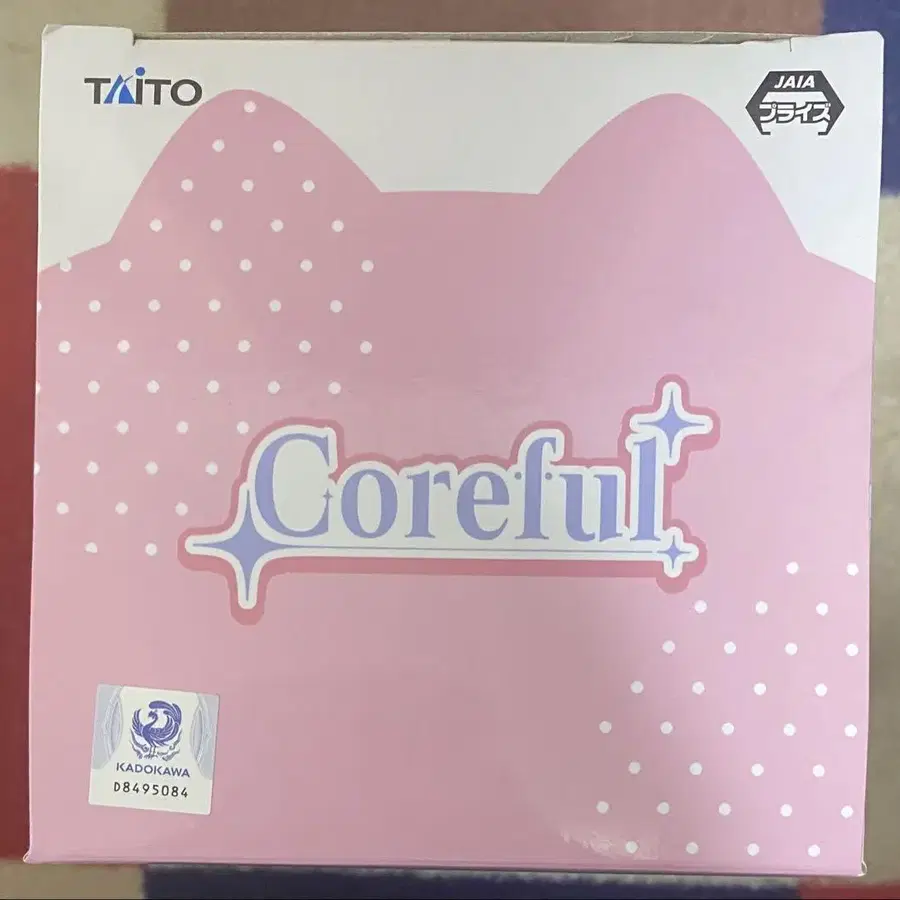 TAITO
JAIA
プライズ
Coreful
KADOKAWA
D8495084